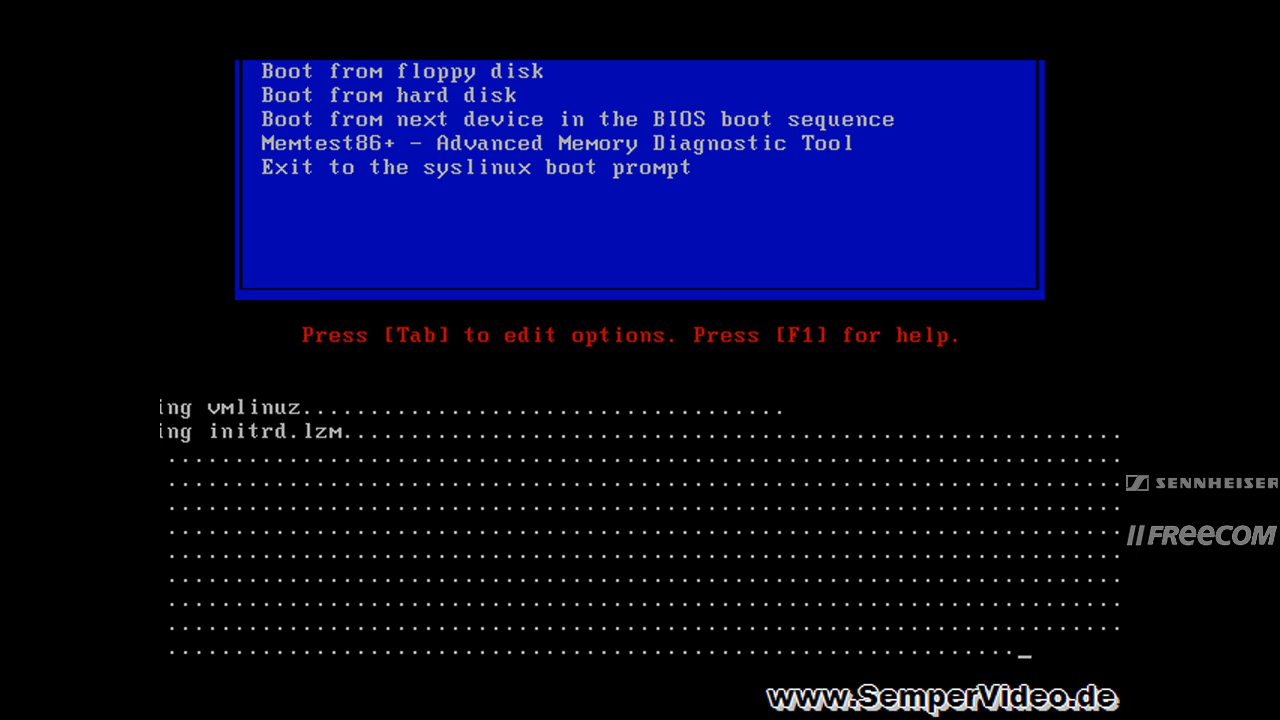 Boot from floppy disk
Boot from hard disk
Boot from next device in the BIOS boot sequence
Memtest86+ - Advanced Memory Diagnostic Tool
Exit to the syslinux boot prompt
Press [Tab] to edit options. Press [F1] for help.
ing vmlinuz....................................
ing initrd.lzm..........................................................
.......................................................................
.......................................................................
.......................................................................
.......................................................................
.......................................................................
.......................................................................
.......................................................................
.......................................................................
..............................................................._
SENNHEISER
FREECOM
www.SemperVideo.de